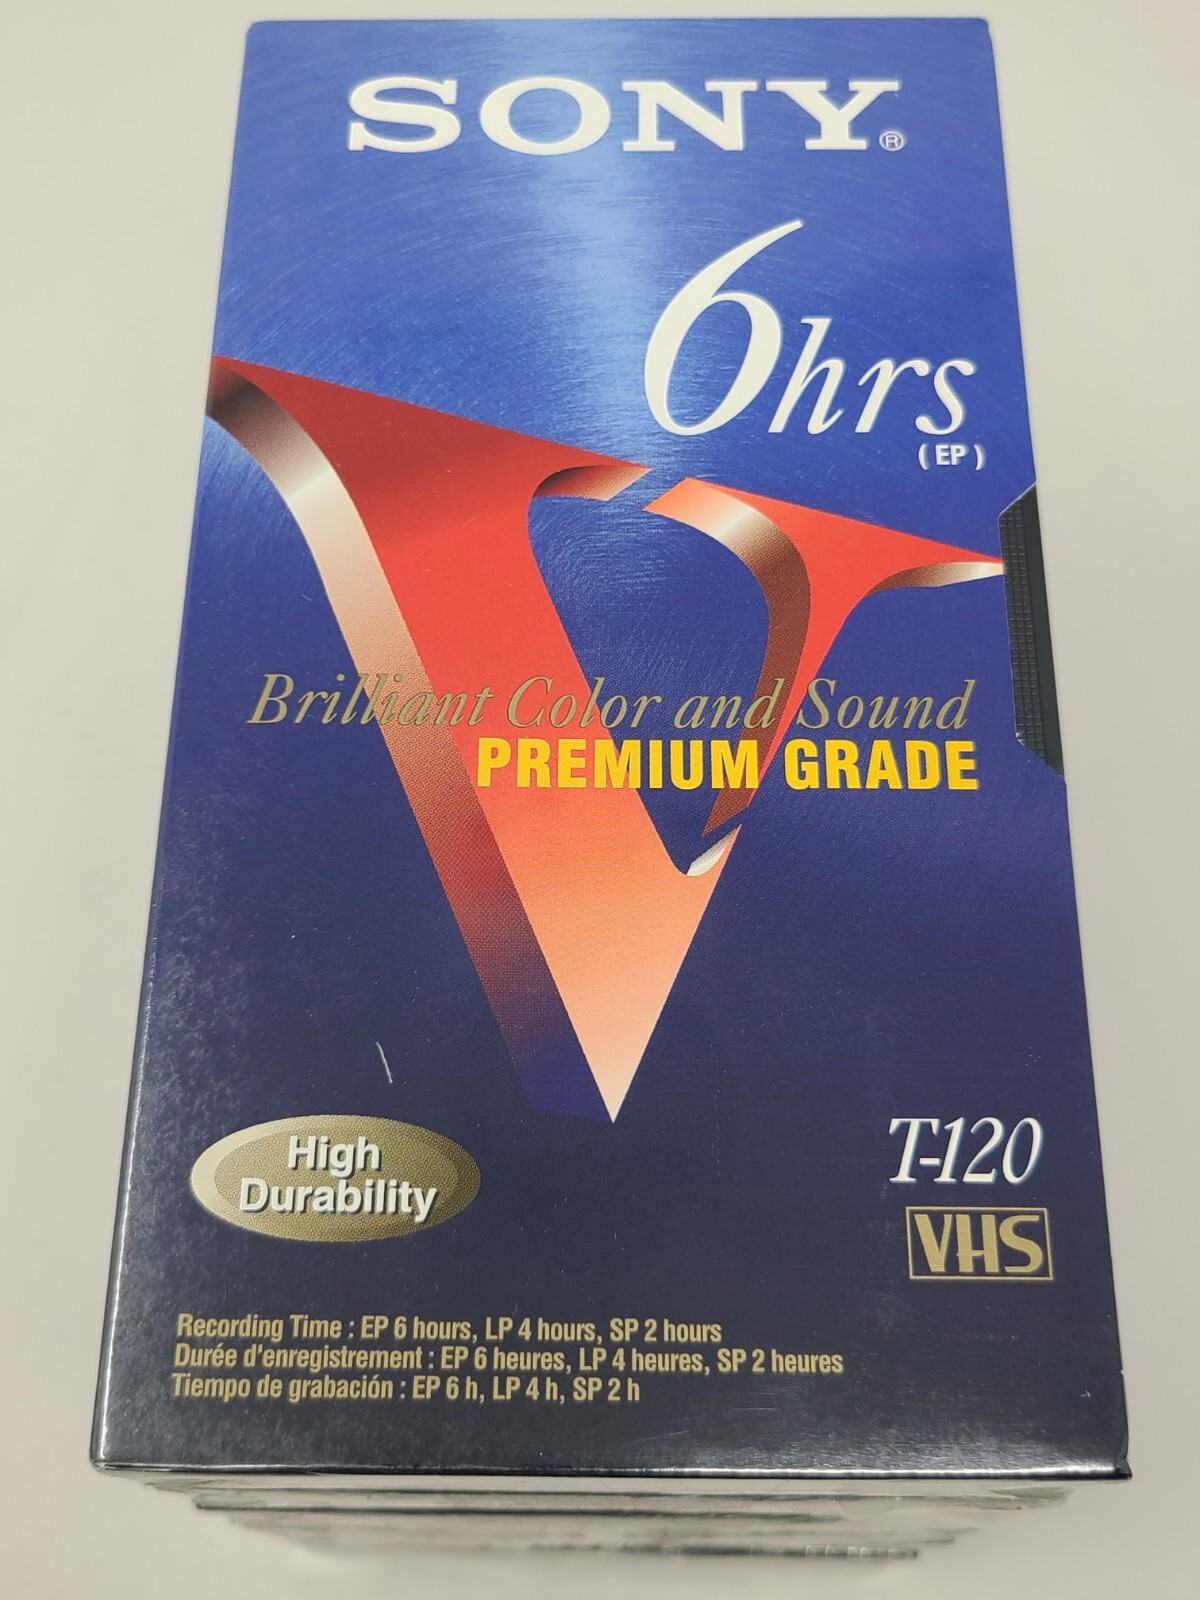 SONY®
6hrs
(EP)
V
Brilliant Color and Sound
PREMIUM GRADE
High
Durability
T-120
VHS
Recording Time : EP 6 hours, LP 4 hours, SP 2 hours
Durée d'enregistrement : EP 6 heures, LP 4 heures, SP 2 heures
Tiempo de grabación : EP 6 h, LP 4 h, SP 2 h